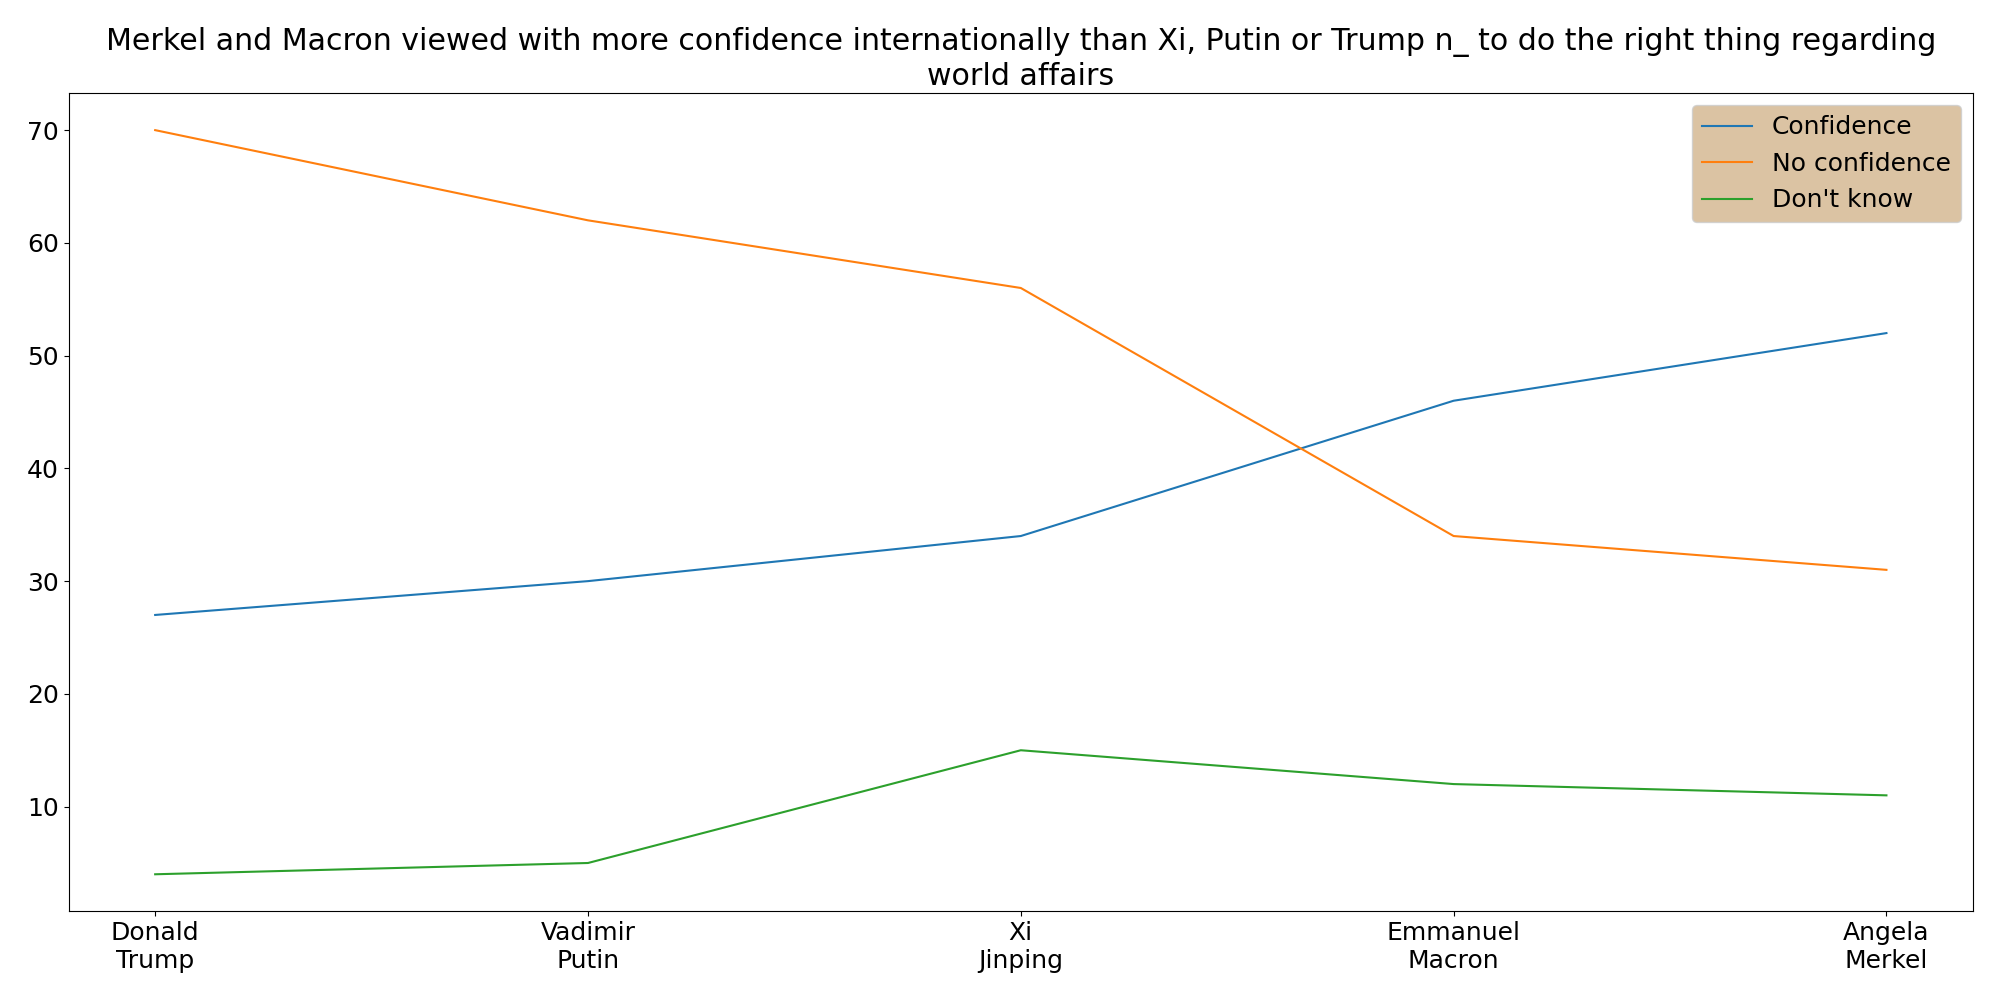 Merkel and Macron viewed with more confidence internationally than Xi, Putin or Trump n_ to do the right thing regarding
world affairs
Confidence
No confidence
Don't know
70
60
50
40
30
20
10
Donald
Trump
Vadimir
Putin
Xi
Jinping
Emmanuel
Macron
Angela
Merkel